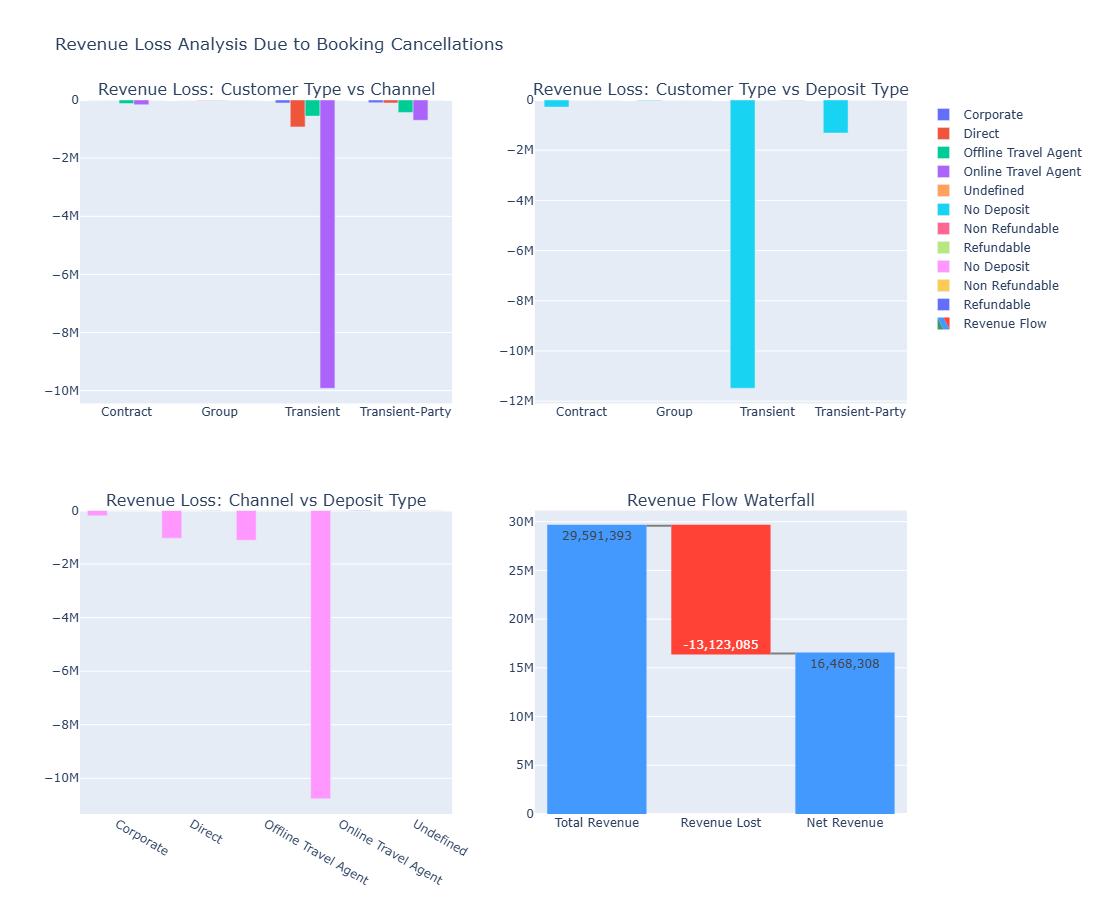 Revenue Loss Analysis Due to Booking Cancellations
Revenue Loss: Customer Type vs Channel
0
−2M
−4M
−6M
−8M
−10M
Contract
Group
Transient
Transient-Party
Revenue Loss: Customer Type vs Deposit Type
0
−2M
−4M
−6M
−8M
−10M
−12M
Contract
Group
Transient
Transient-Party
Corporate
Direct
Offline Travel Agent
Online Travel Agent
Undefined
No Deposit
Non Refundable
Refundable
No Deposit
Non Refundable
Refundable
Revenue Flow
Revenue Loss: Channel vs Deposit Type
0
−2M
−4M
−6M
−8M
−10M
Corporate
Direct
Offline Travel Agent
Online Travel Agent
Undefined
Revenue Flow Waterfall
30M
25M
20M
15M
10M
5M
0
29,591,393
-13,123,085
16,468,308
Total Revenue
Revenue Lost
Net Revenue